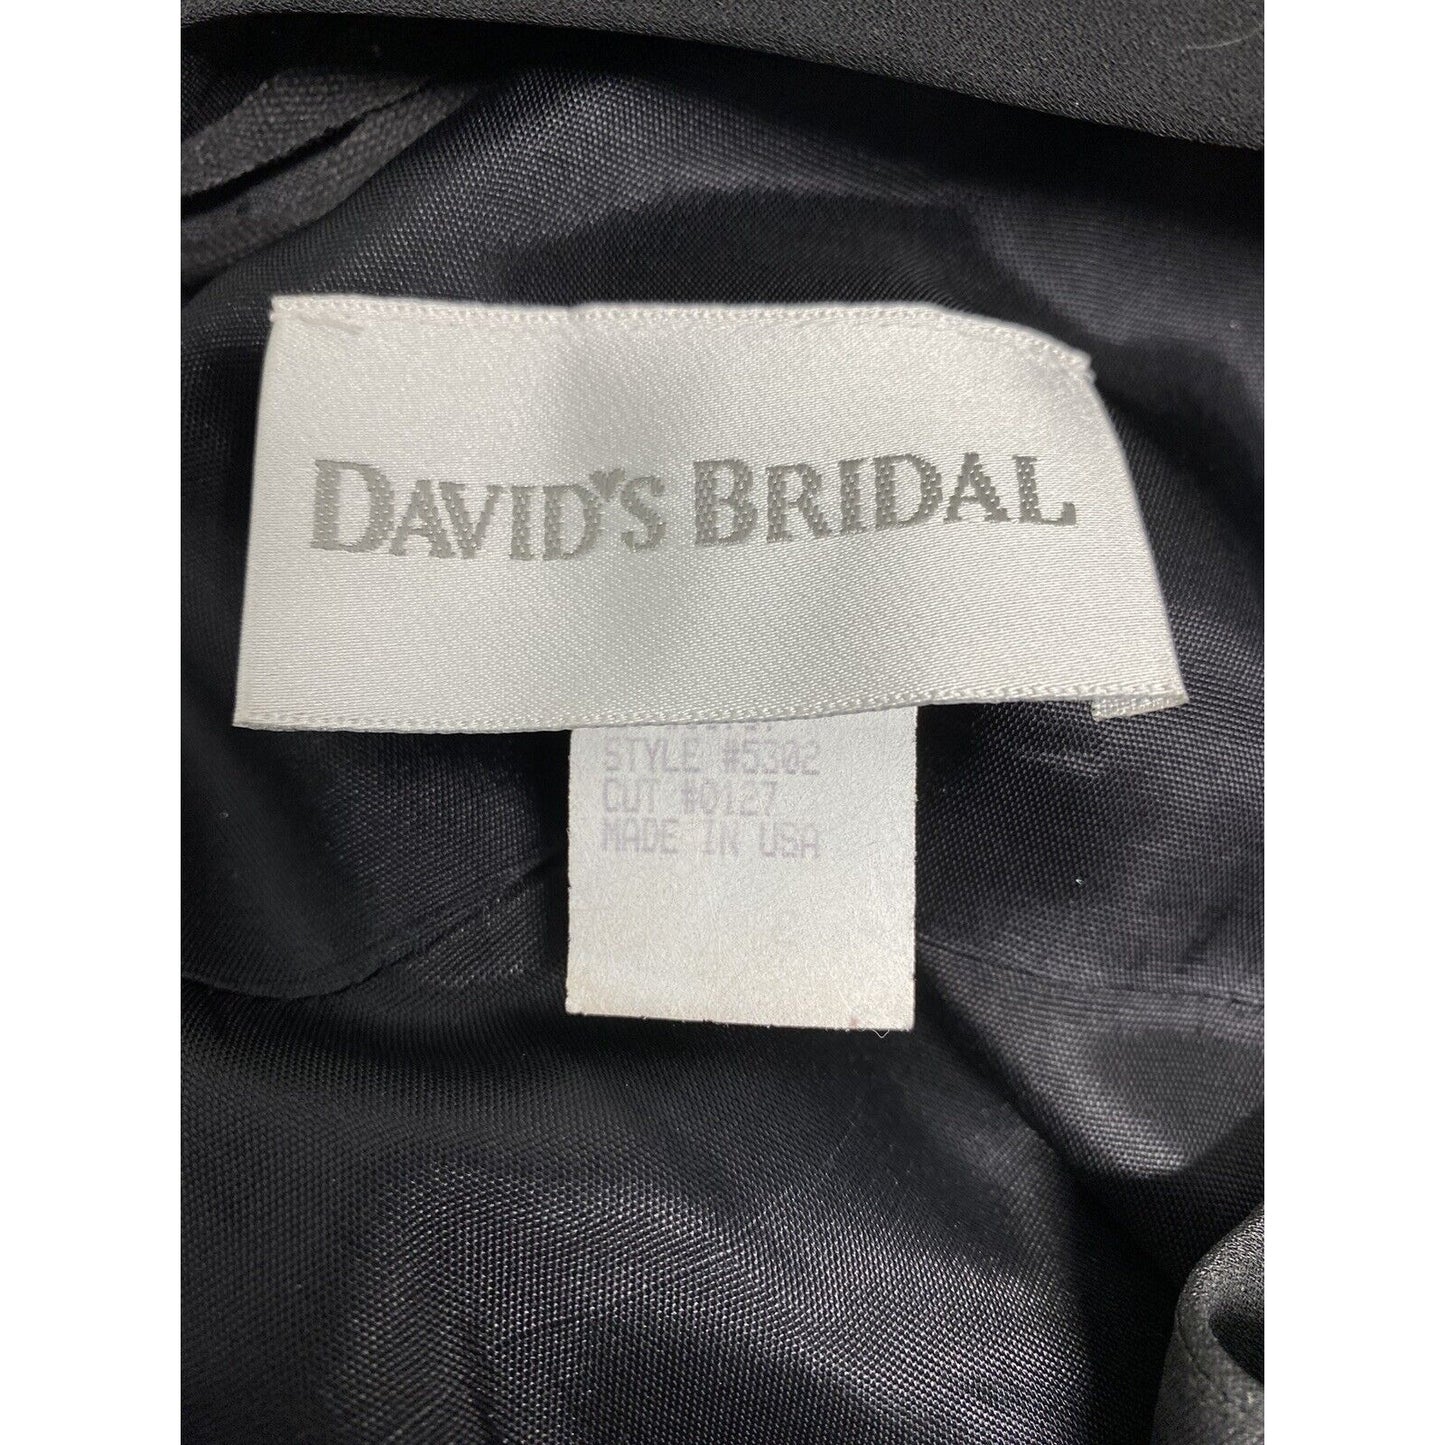 DAVID'S BRIDAL
STYLE #5302
CUT #0127
MADE IN USA